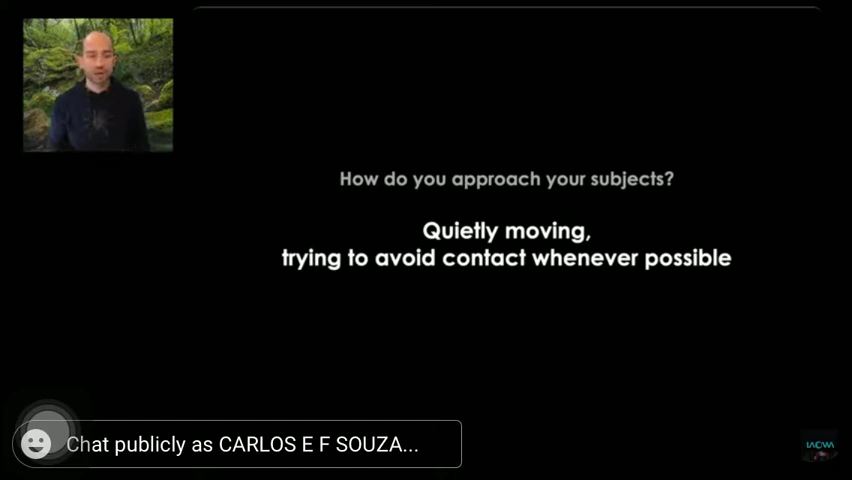 How do you approach your subjects?
Quietly moving,
trying to avoid contact whenever possible
Chat publicly as CARLOS E F SOUZA...
LAOWA